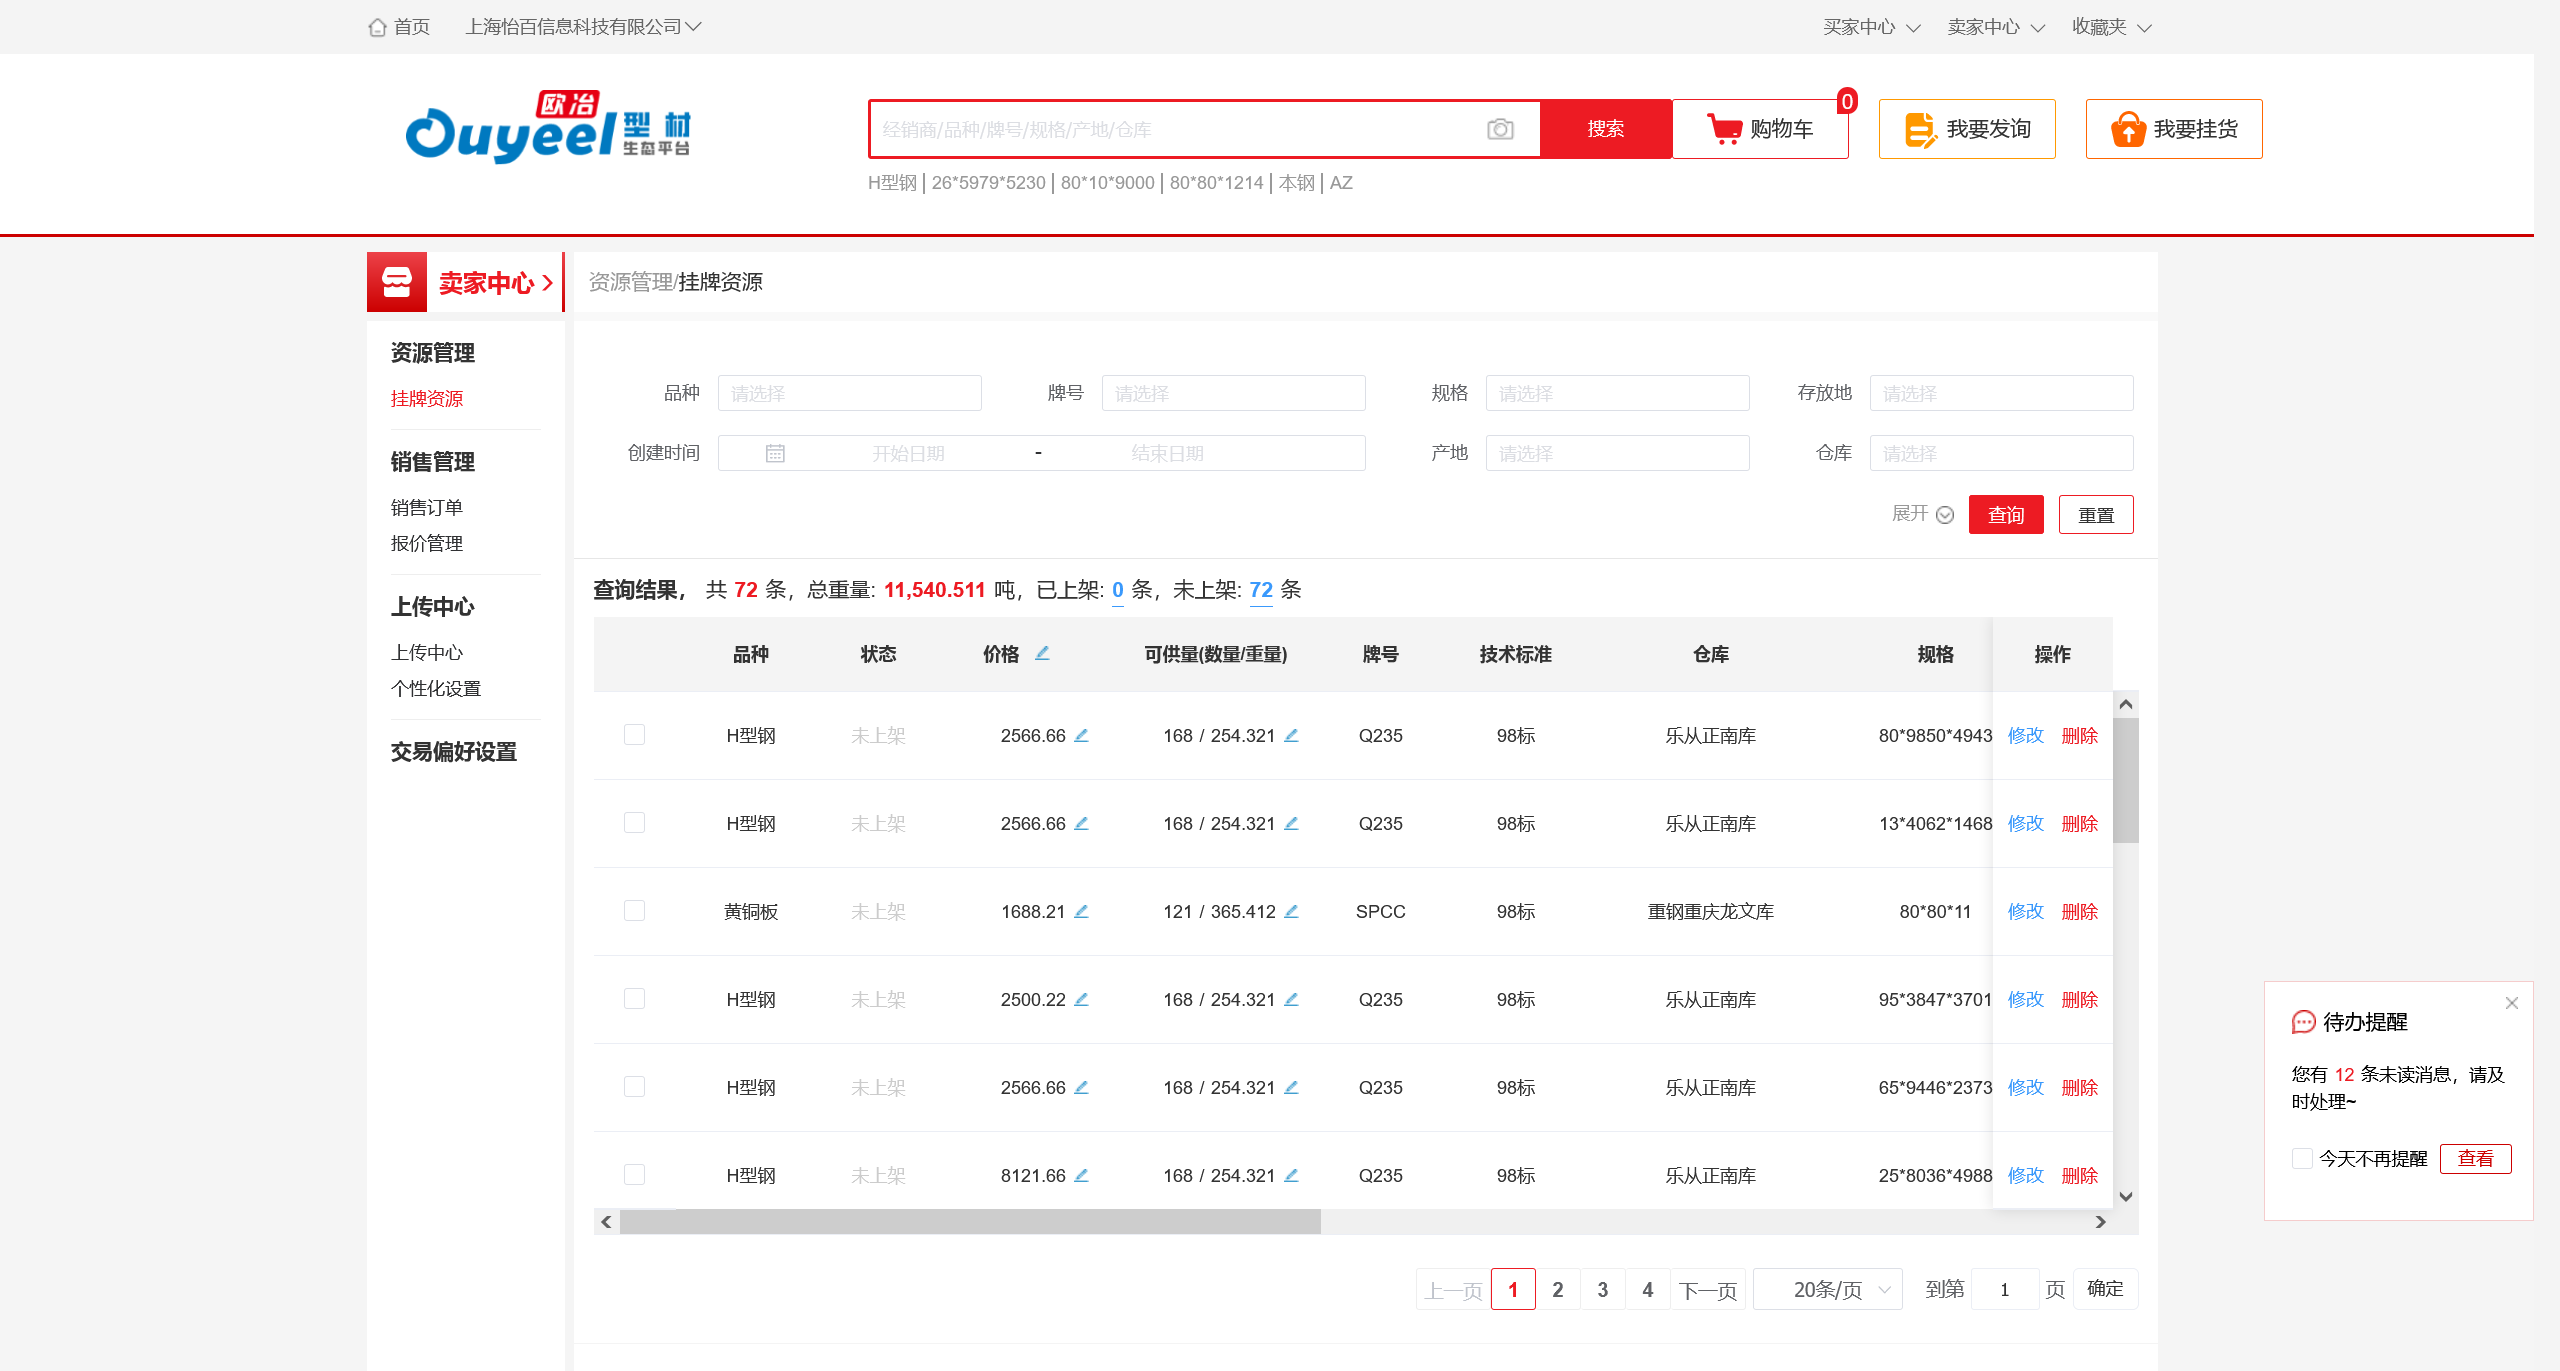 首页 上海怡百信息科技有限公司 买家中心 卖家中心 收藏夹
欧冶 Ouyeel 型材 生态平台
经销商/品种/牌号/规格/产地/仓库 搜索 购物车 0 我要发询 我要挂货
H型钢 | 26*5979*5230 | 80*10*9000 | 80*80*1214 | 本钢 | AZ
卖家中心 资源管理/挂牌资源
资源管理
挂牌资源
销售管理
销售订单
报价管理
上传中心
上传中心
个性化设置
交易偏好设置
品种 请选择 牌号 请选择 规格 请选择 存放地 请选择
创建时间 开始日期 - 结束日期 产地 请选择 仓库 请选择
展开 查询 重置
查询结果， 共 72 条，总重量: 11,540.511 吨，已上架: 0 条，未上架: 72 条
品种 状态 价格 可供量(数量/重量) 牌号 技术标准 仓库 规格 操作
H型钢 未上架 2566.66 168 / 254.321 Q235 98标 乐从正南库 80*9850*4943 修改 删除
H型钢 未上架 2566.66 168 / 254.321 Q235 98标 乐从正南库 13*4062*1468 修改 删除
黄铜板 未上架 1688.21 121 / 365.412 SPCC 98标 重钢重庆龙文库 80*80*11 修改 删除
H型钢 未上架 2500.22 168 / 254.321 Q235 98标 乐从正南库 95*3847*3701 修改 删除
H型钢 未上架 2566.66 168 / 254.321 Q235 98标 乐从正南库 65*9446*2373 修改 删除
H型钢 未上架 8121.66 168 / 254.321 Q235 98标 乐从正南库 25*8036*4988 修改 删除
上一页 1 2 3 4 下一页 20条/页 到第 1 页 确定
待办提醒
您有 12 条未读消息，请及
时处理~
今天不再提醒 查看